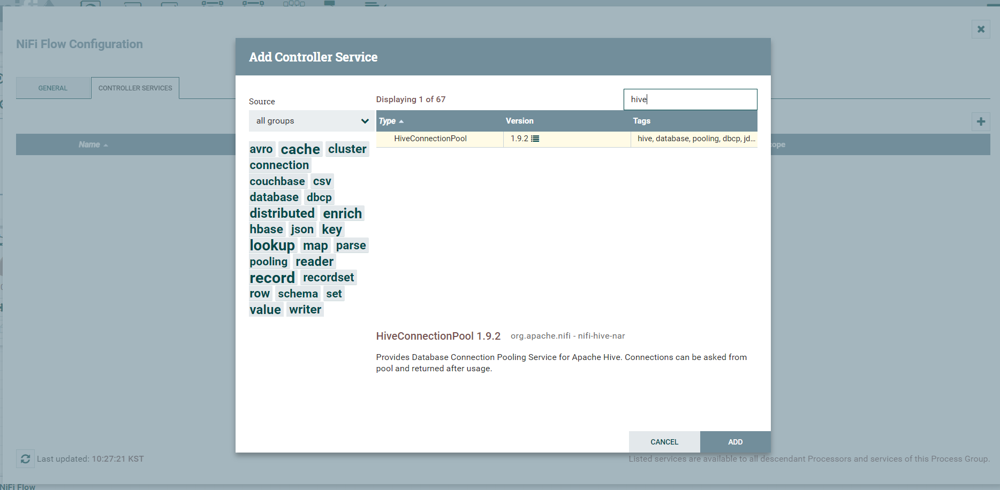 NiFi Flow Configuration
GENERAL
CONTROLLER SERVICES
Name
Add Controller Service
Source
all groups
Displaying 1 of 67
hive
Type
Version
Tags
HiveConnectionPool
1.9.2
hive, database, pooling, dbcp, jd...
avro cache cluster
connection
couchbase csv
database dbcp
distributed enrich
hbase json key
lookup map parse
pooling reader
record recordset
row schema set
value writer
HiveConnectionPool 1.9.2 org.apache.nifi - nifi-hive-nar
Provides Database Connection Pooling Service for Apache Hive. Connections can be asked from
pool and returned after usage.
CANCEL
ADD
Last updated: 10:27:21 KST
Listed services are available to all descendant Processors and services of this Process Group.
NiFi Flow